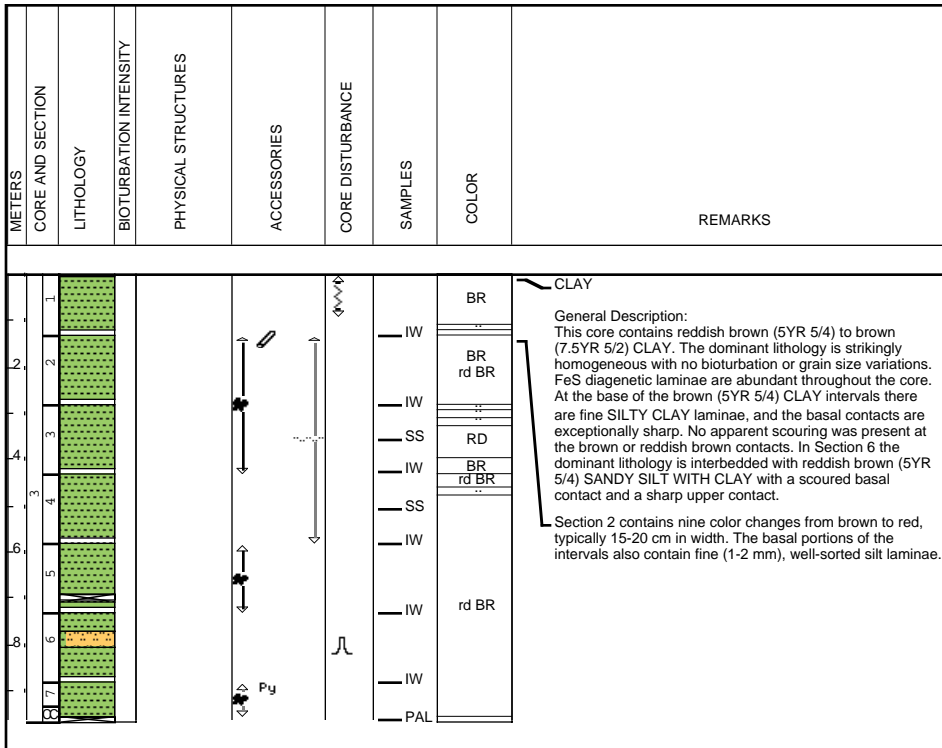 METERS
CORE AND SECTION
LITHOLOGY
BIOTURBATION INTENSITY
PHYSICAL STRUCTURES
ACCESSORIES
CORE DISTURBANCE
SAMPLES
COLOR
REMARKS
CLAY
General Description:
This core contains reddish brown (5YR 5/4) to brown
(7.5YR 5/2) CLAY. The dominant lithology is strikingly
homogeneous with no bioturbation or grain size variations.
FeS diagenetic laminae are abundant throughout the core.
At the base of the brown (5YR 5/4) CLAY intervals there
are fine SILTY CLAY laminae, and the basal contacts are
exceptionally sharp. No apparent scouring was present at
the brown or reddish brown contacts. In Section 6 the
dominant lithology is interbedded with reddish brown (5YR
5/4) SANDY SILT WITH CLAY with a scoured basal
contact and a sharp upper contact.
Section 2 contains nine color changes from brown to red,
typically 15-20 cm in width. The basal portions of the
intervals also contain fine (1-2 mm), well-sorted silt laminae.
2
4
6
8
3
1
2
3
4
5
6
7
8
Py
IW
IW
SS
IW
SS
IW
IW
IW
PAL
BR
..
BR
rd BR
..
..
RD
BR
rd BR
..
rd BR